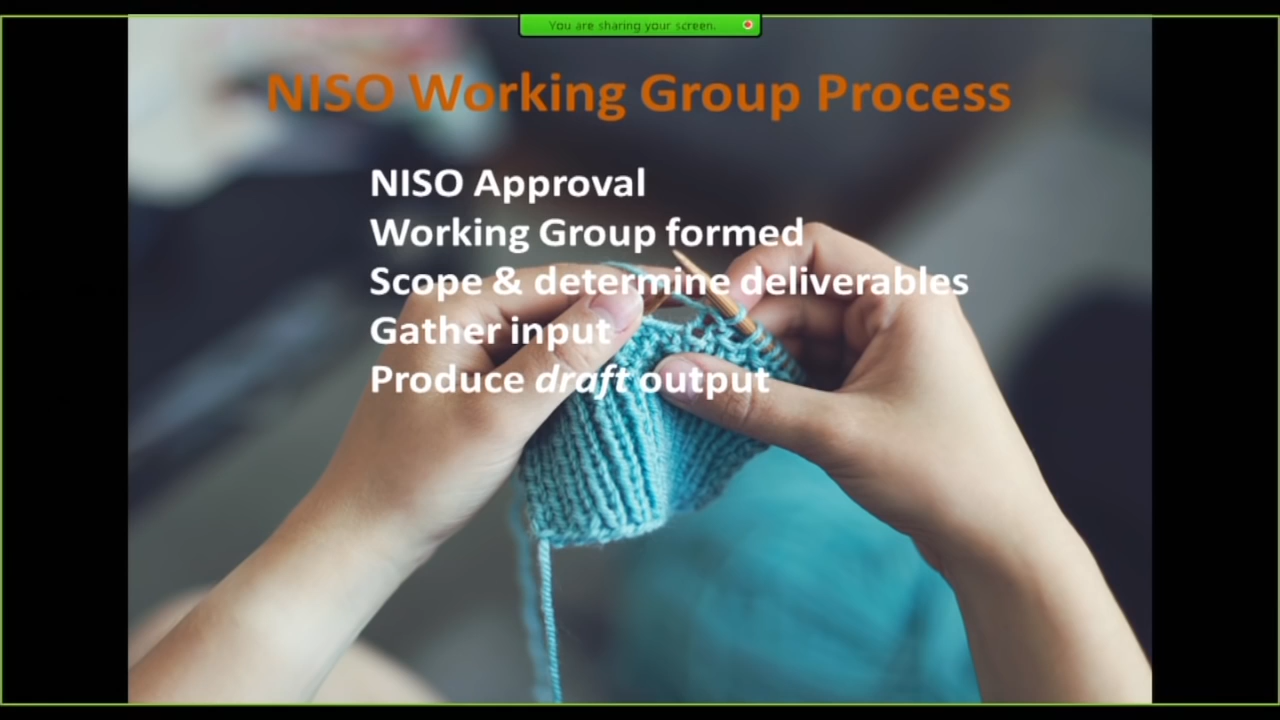 You are sharing your screen.
NISO Working Group Process
NISO Approval
Working Group formed
Scope & determine deliverables
Gather input
Produce draft output